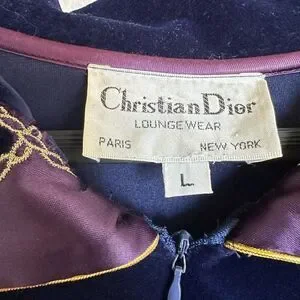 Christian Dior
LOUNGEWEAR
PARIS NEW YORK
L